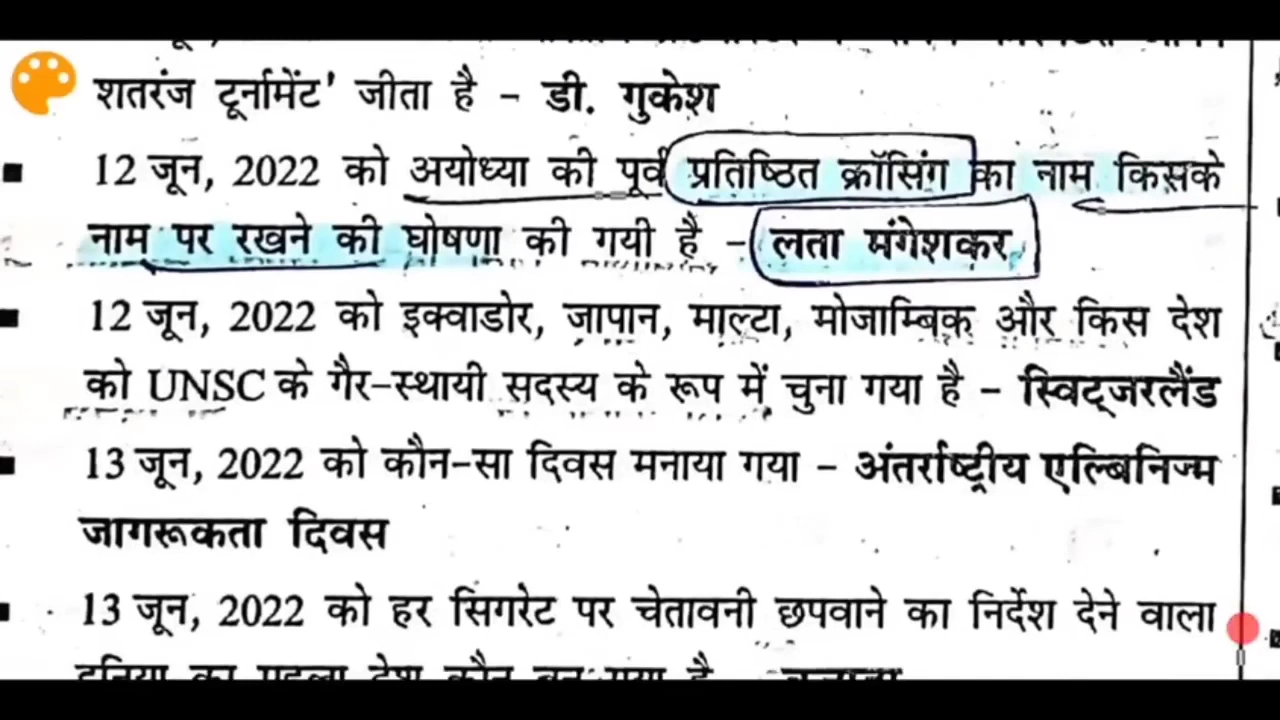 शतरंज टूर्नामेंट' जीता है - डी. गुकेश
12 जून, 2022 को अयोध्या की पूर्व प्रतिष्ठित क्रॉसिंग का नाम किसके
नाम पर रखने की घोषणा की गयी है - लता मंगेशकर
12 जून, 2022 को इक्वाडोर, जापान, माल्टा, मोजाम्बिक और किस देश
को UNSC के गैर-स्थायी सदस्य के रूप में चुना गया है - स्विट्जरलैंड
13 जून, 2022 को कौन-सा दिवस मनाया गया - अंतर्राष्ट्रीय एल्बिनिज्म
जागरूकता दिवस
13 जून, 2022 को हर सिगरेट पर चेतावनी छपवाने का निर्देश देने वाला